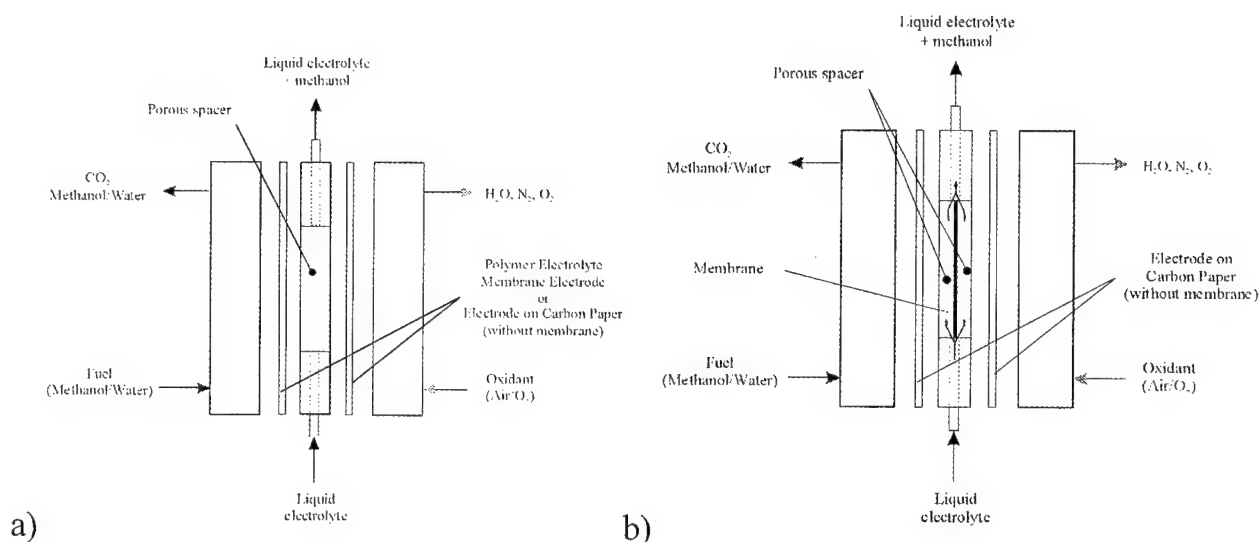 Liquid electrolyte
+ methanol
Porous spacer
CO2
Methanol/Water
H2O, N2, O2
Polymer Electrolyte
Membrane Electrode
or
Electrode on Carbon Paper
(without membrane)
Fuel
(Methanol/Water)
Oxidant
(Air/O2)
Liquid
electrolyte
a)
Liquid electrolyte
+ methanol
Porous spacer
CO2
Methanol/Water
H2O, N2, O2
Membrane
Electrode on
Carbon Paper
(without membrane)
Fuel
(Methanol/Water)
Oxidant
(Air/O2)
Liquid
electrolyte
b)